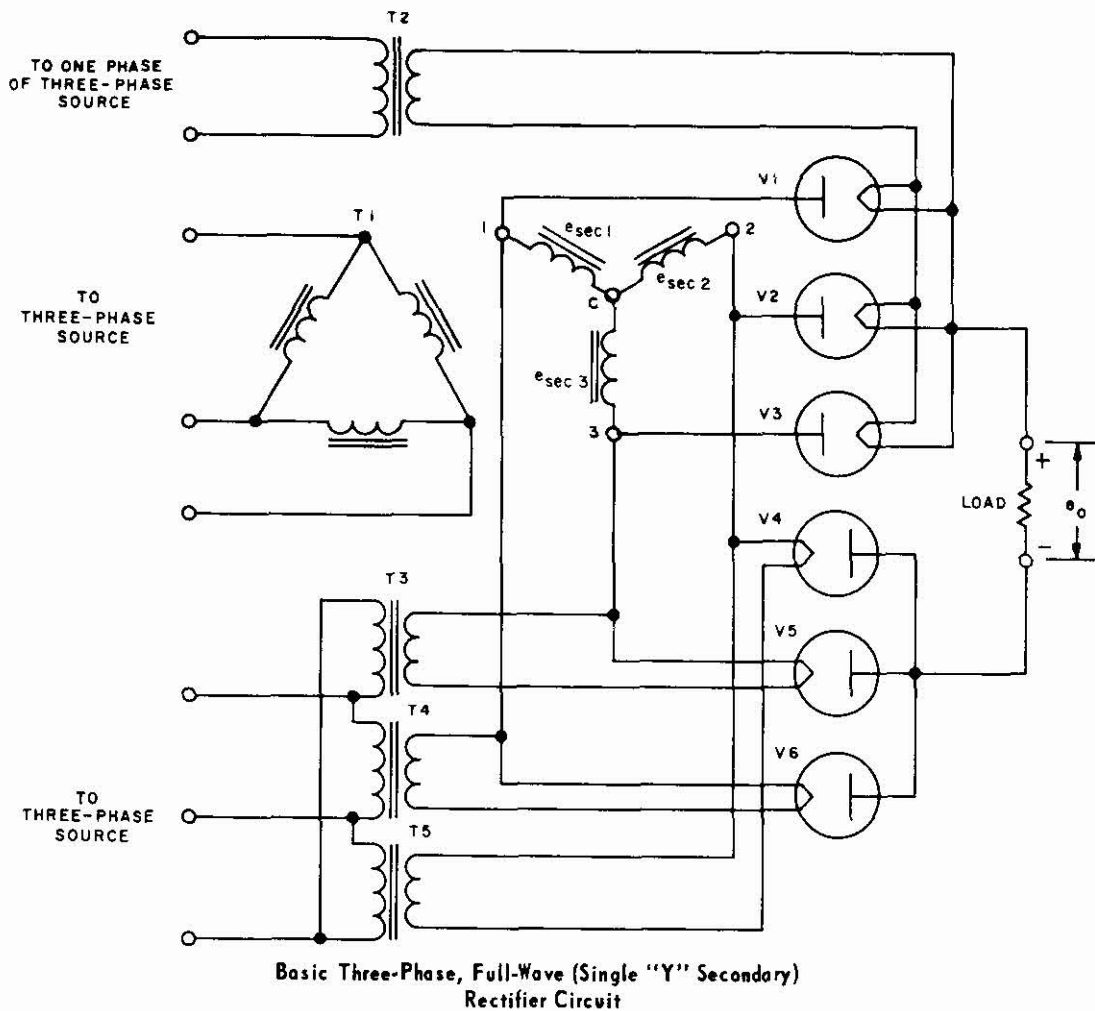 T2
TO ONE PHASE
OF THREE-PHASE
SOURCE
V1
T1
1
e sec 1
2
e sec 2
C
TO
THREE-PHASE
SOURCE
V2
e sec 3
V3
3
+
LOAD
eo
-
V4
T3
V5
T4
V6
TO
THREE-PHASE
SOURCE
T5
Basic Three-Phase, Full-Wave (Single "Y" Secondary)
Rectifier Circuit